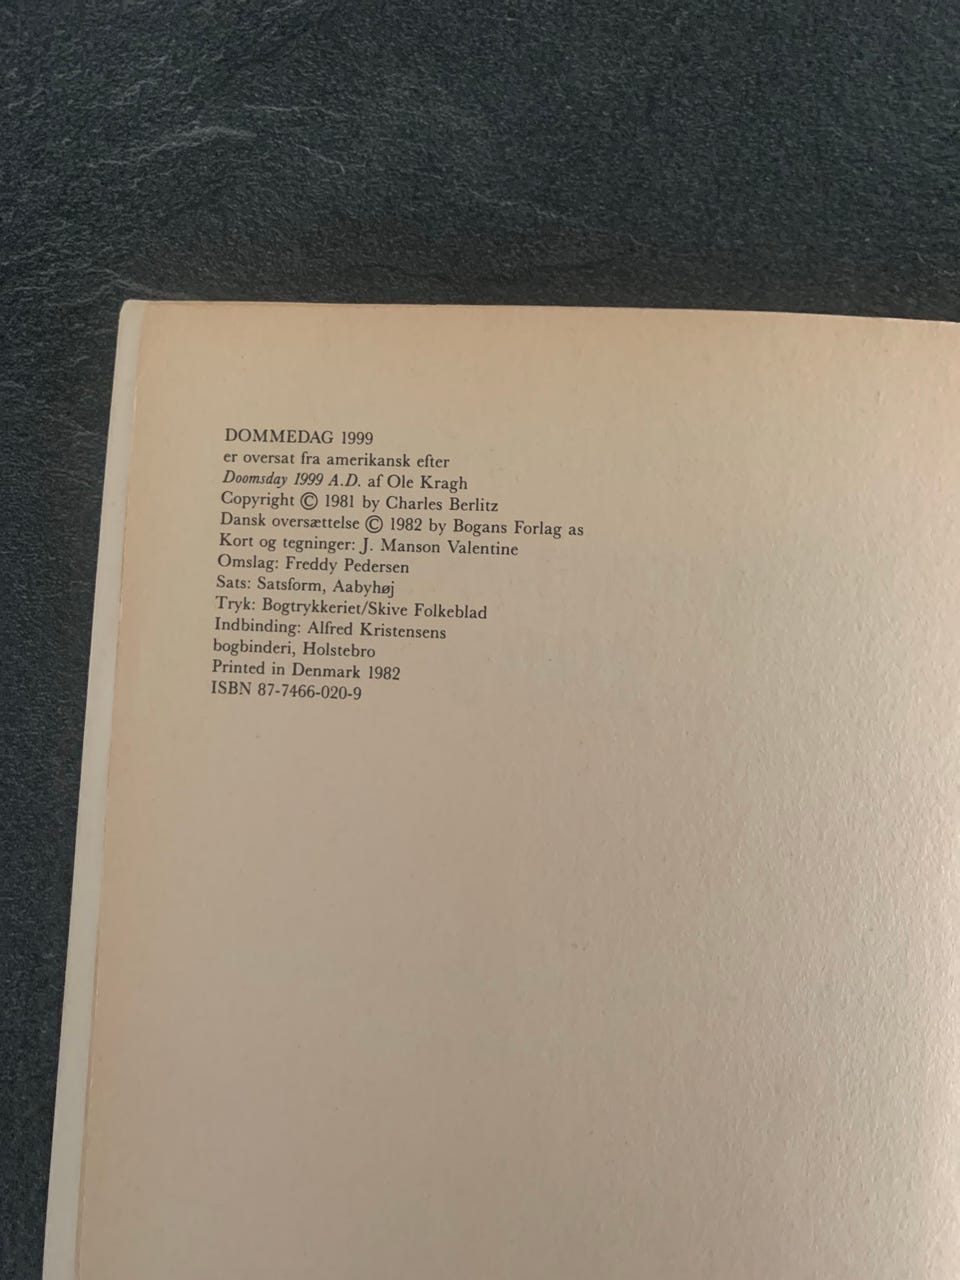 DOMMEDAG 1999
er oversat fra amerikansk efter
Doomsday 1999 A.D. af Ole Kragh
Copyright © 1981 by Charles Berlitz
Dansk oversættelse © 1982 by Bogans Forlag as
Kort og tegninger: J. Manson Valentine
Omslag: Freddy Pedersen
Sats: Satsform, Aabyhøj
Tryk: Bogtrykkeriet/Skive Folkeblad
Indbinding: Alfred Kristensens
bogbinderi, Holstebro
Printed in Denmark 1982
ISBN 87-7466-020-9